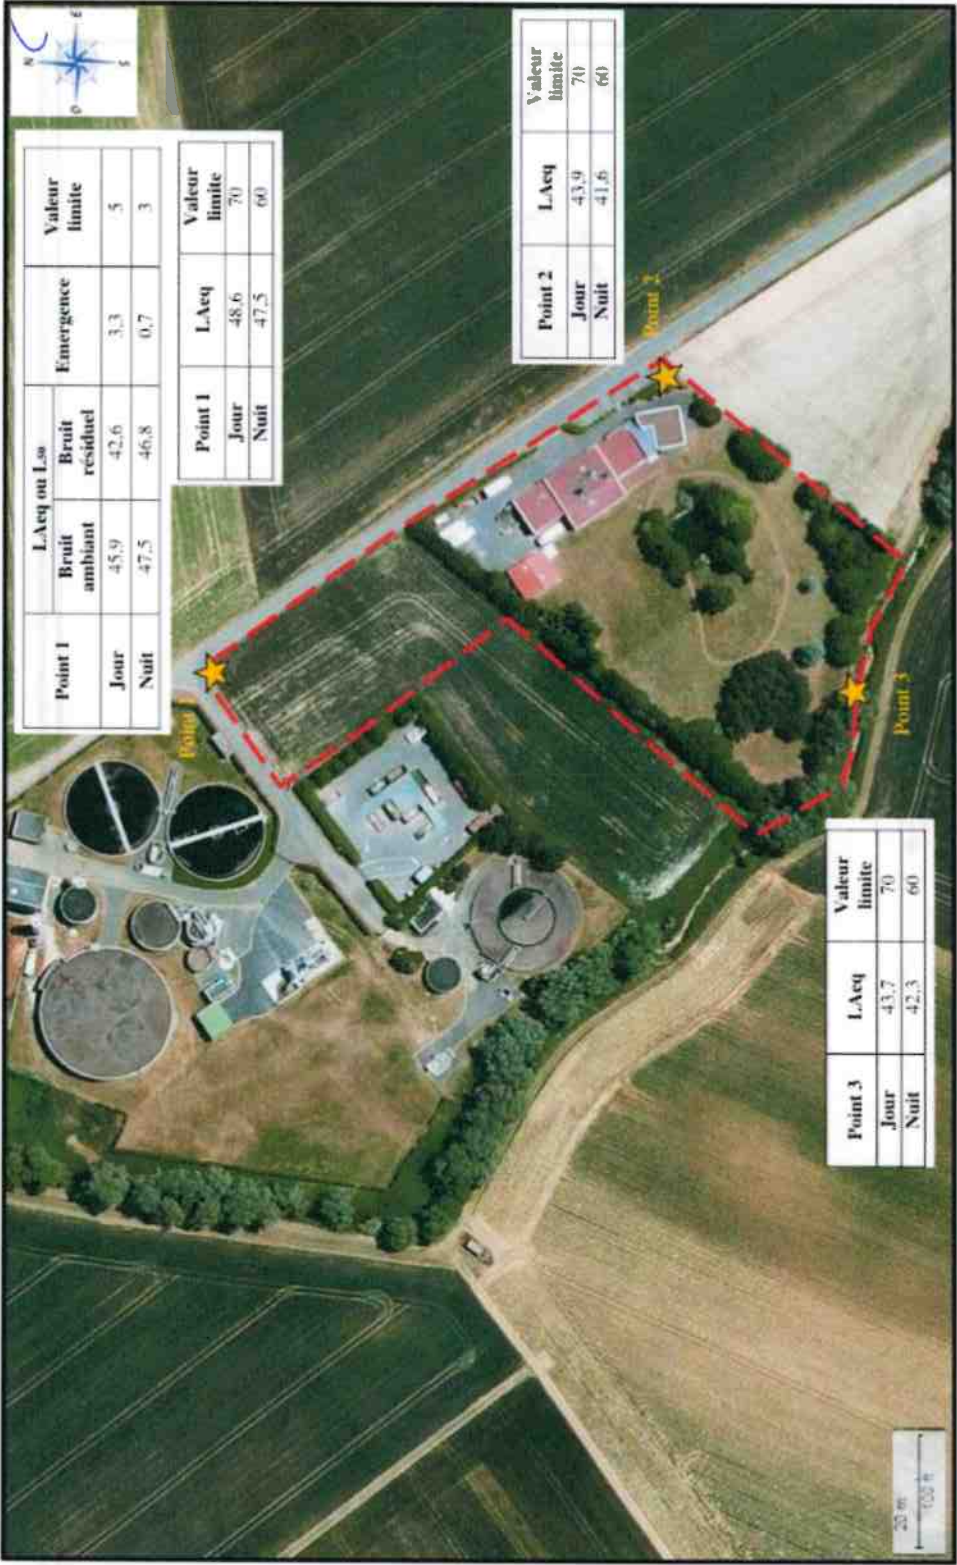 N
E
S
O
Point 1 LAeq ou L50 Emergence Valeur limite
Bruit ambiant Bruit résiduel
Jour 45,9 42,6 3,3 5
Nuit 47,5 46,8 0,7 3
Point 1 LAeq Valeur limite
Jour 48,6 70
Nuit 47,5 60
Point 2 LAeq Valeur limite
Jour 43,9 70
Nuit 41,6 60
Point
Point 2
Point 3
Point 3 LAeq Valeur limite
Jour 43,7 70
Nuit 42,3 60
20 m
100 ft